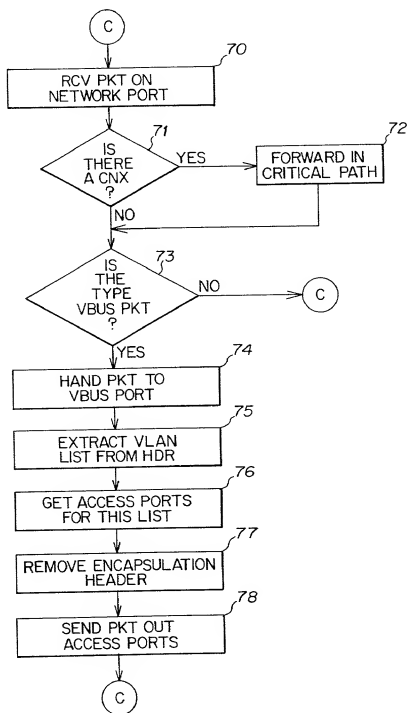 C
70
RCV PKT ON
NETWORK PORT
71
IS
THERE
A CNX
?
YES
72
FORWARD IN
CRITICAL PATH
NO
73
IS
THE
TYPE
VBUS PKT
?
NO
C
YES
74
HAND PKT TO
VBUS PORT
75
EXTRACT VLAN
LIST FROM HDR
76
GET ACCESS PORTS
FOR THIS LIST
77
REMOVE ENCAPSULATION
HEADER
78
SEND PKT OUT
ACCESS PORTS
C